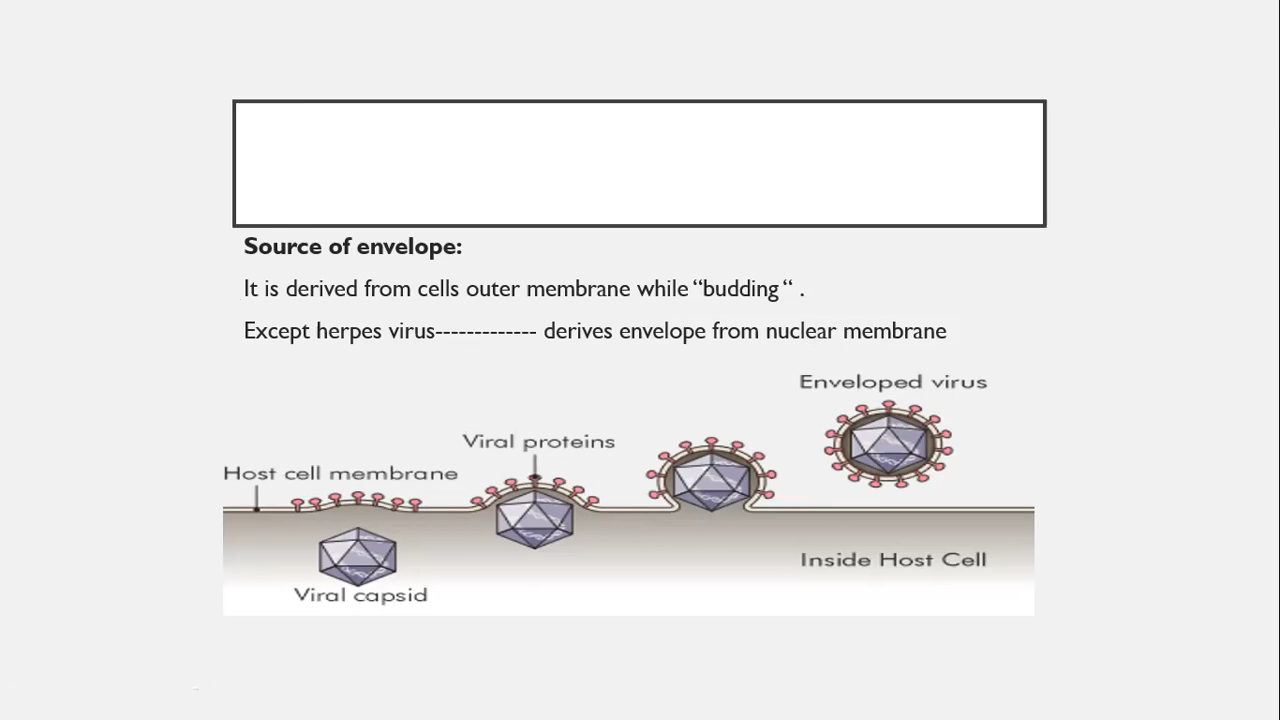 Source of envelope:
It is derived from cells outer membrane while “budding “ .
Except herpes virus------------- derives envelope from nuclear membrane
Enveloped virus
Viral proteins
Host cell membrane
Inside Host Cell
Viral capsid